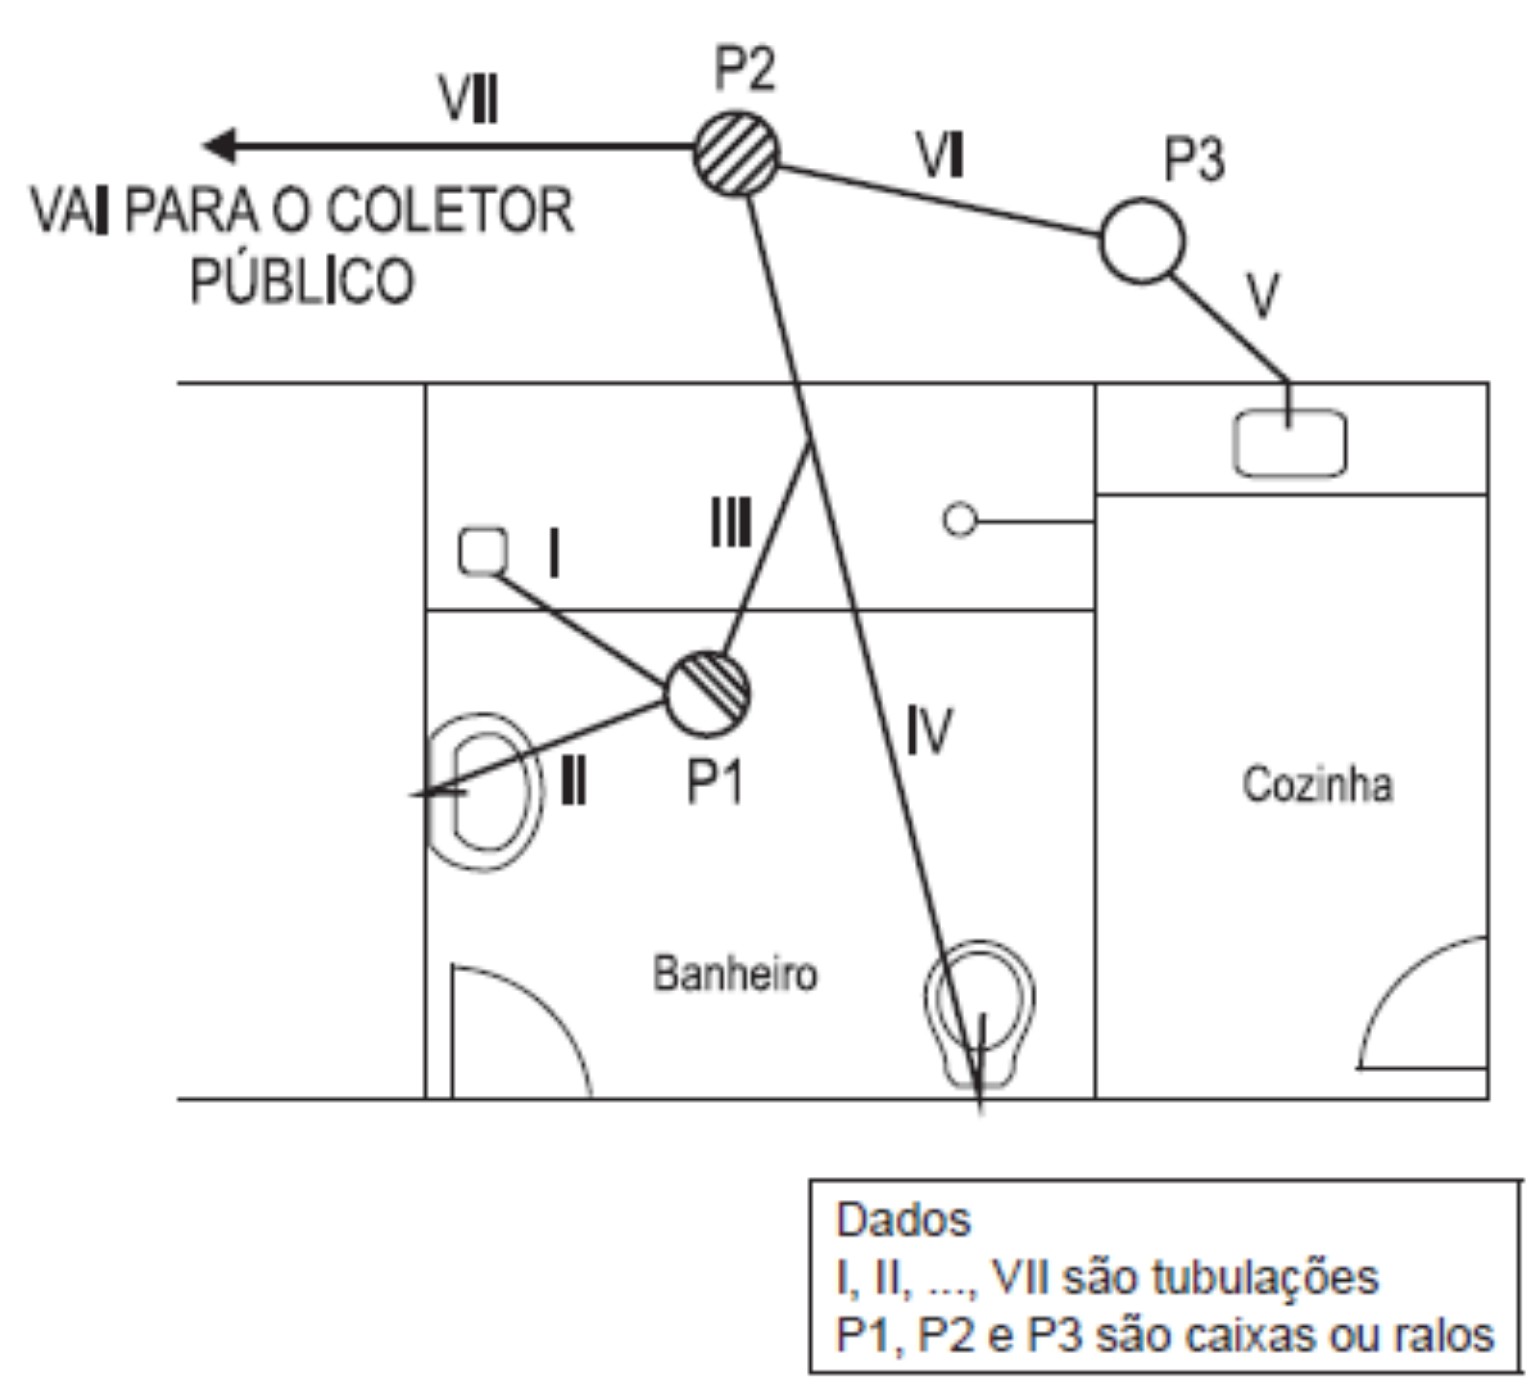 P2
VII
VI
P3
VAI PARA O COLETOR
PÚBLICO
V
III
I
IV
II
P1
Cozinha
Banheiro
Dados
I, II, ..., VII são tubulações
P1, P2 e P3 são caixas ou ralos